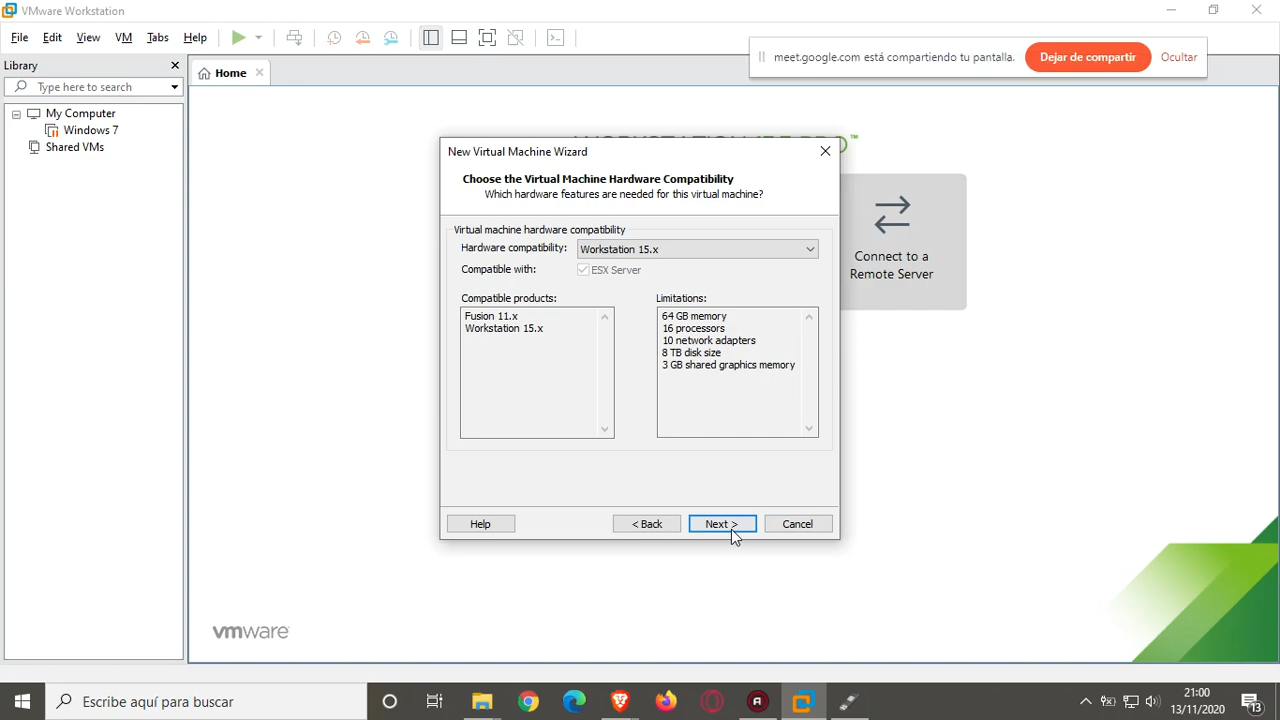 VMware Workstation
File Edit View VM Tabs Help
meet.google.com está compartiendo tu pantalla. Dejar de compartir Ocultar
Library
Home
Type here to search
My Computer
Windows 7
Shared VMs
New Virtual Machine Wizard
Choose the Virtual Machine Hardware Compatibility
Which hardware features are needed for this virtual machine?
Virtual machine hardware compatibility
Hardware compatibility: Workstation 15.x
Compatible with: ESX Server
Compatible products: Limitations:
Fusion 11.x
Workstation 15.x
64 GB memory
16 processors
10 network adapters
8 TB disk size
3 GB shared graphics memory
Help < Back Next > Cancel
Connect to a
Remote Server
vmware
Escribe aquí para buscar
21:00
13/11/2020
13